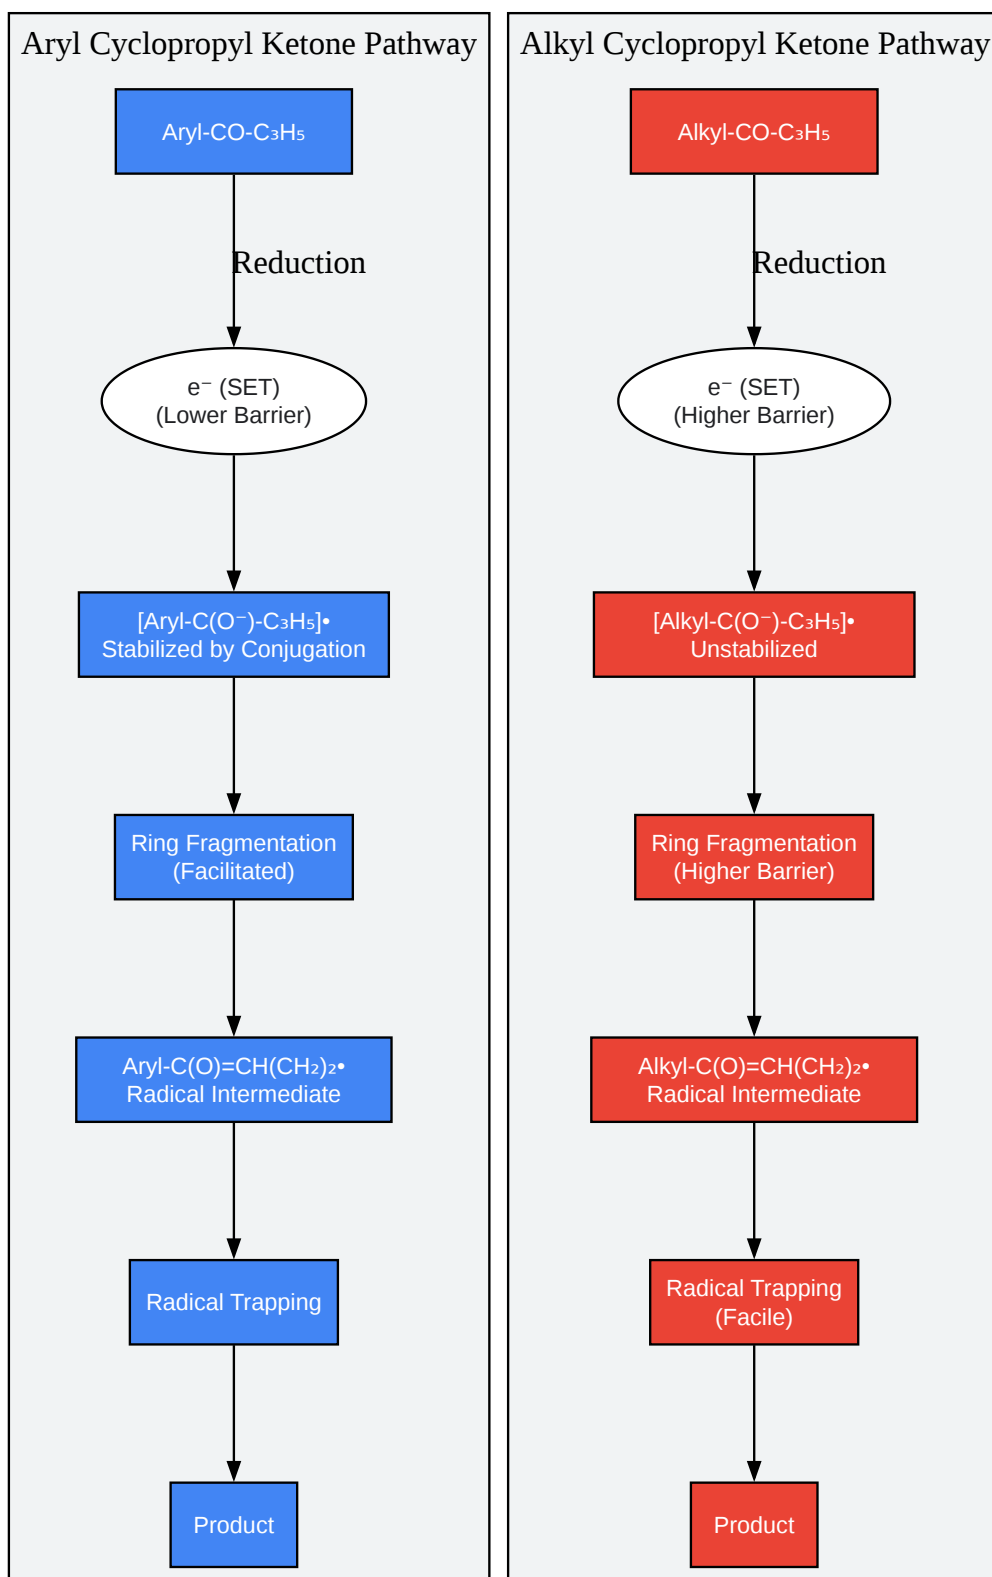 Aryl Cyclopropyl Ketone Pathway
Aryl-CO-C₃H₅
Reduction
e⁻ (SET)
(Lower Barrier)
[Aryl-C(O⁻)-C₃H₅]•
Stabilized by Conjugation
Ring Fragmentation
(Facilitated)
Aryl-C(O)=CH(CH₂)₂•
Radical Intermediate
Radical Trapping
Product
Alkyl Cyclopropyl Ketone Pathway
Alkyl-CO-C₃H₅
Reduction
e⁻ (SET)
(Higher Barrier)
[Alkyl-C(O⁻)-C₃H₅]•
Unstabilized
Ring Fragmentation
(Higher Barrier)
Alkyl-C(O)=CH(CH₂)₂•
Radical Intermediate
Radical Trapping
(Facile)
Product